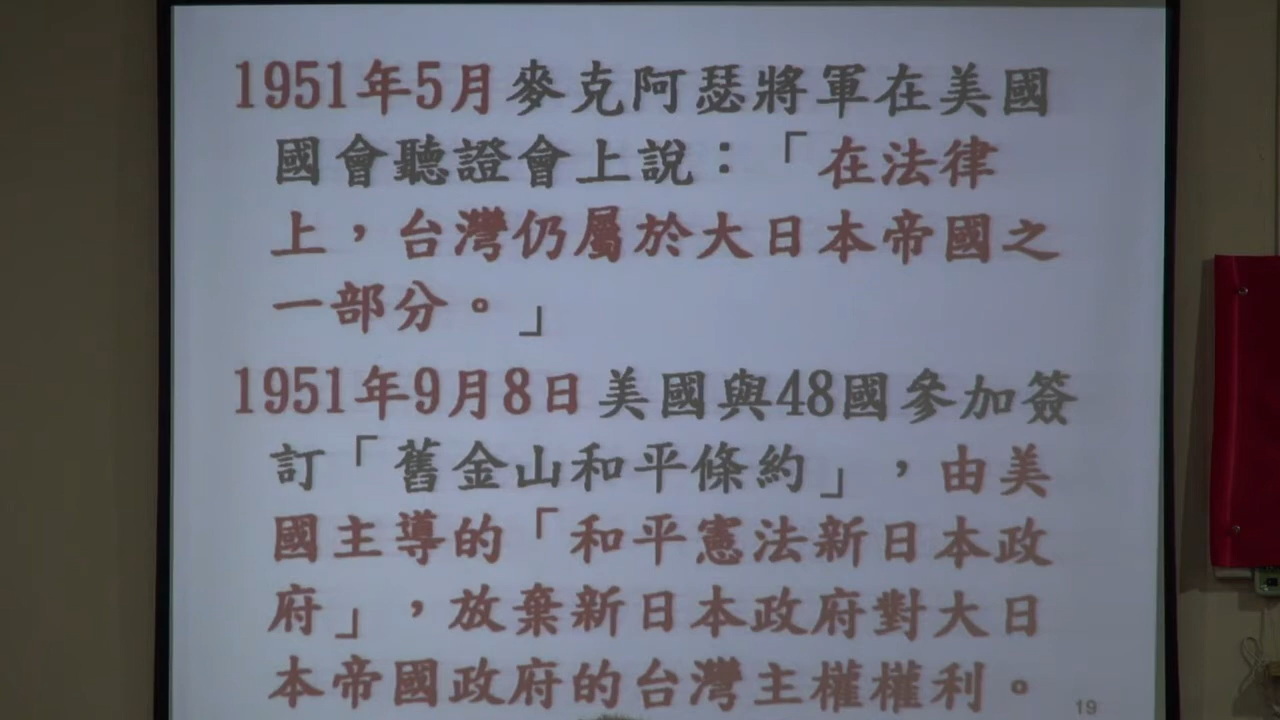 1951年5月麥克阿瑟將軍在美國
國會聽證會上說：「在法律
上，台灣仍屬於大日本帝國之
一部分。」
1951年9月8日美國與48國參加簽
訂「舊金山和平條約」，由美
國主導的「和平憲法新日本政
府」，放棄新日本政府對大日
本帝國政府的台灣主權權利。
19